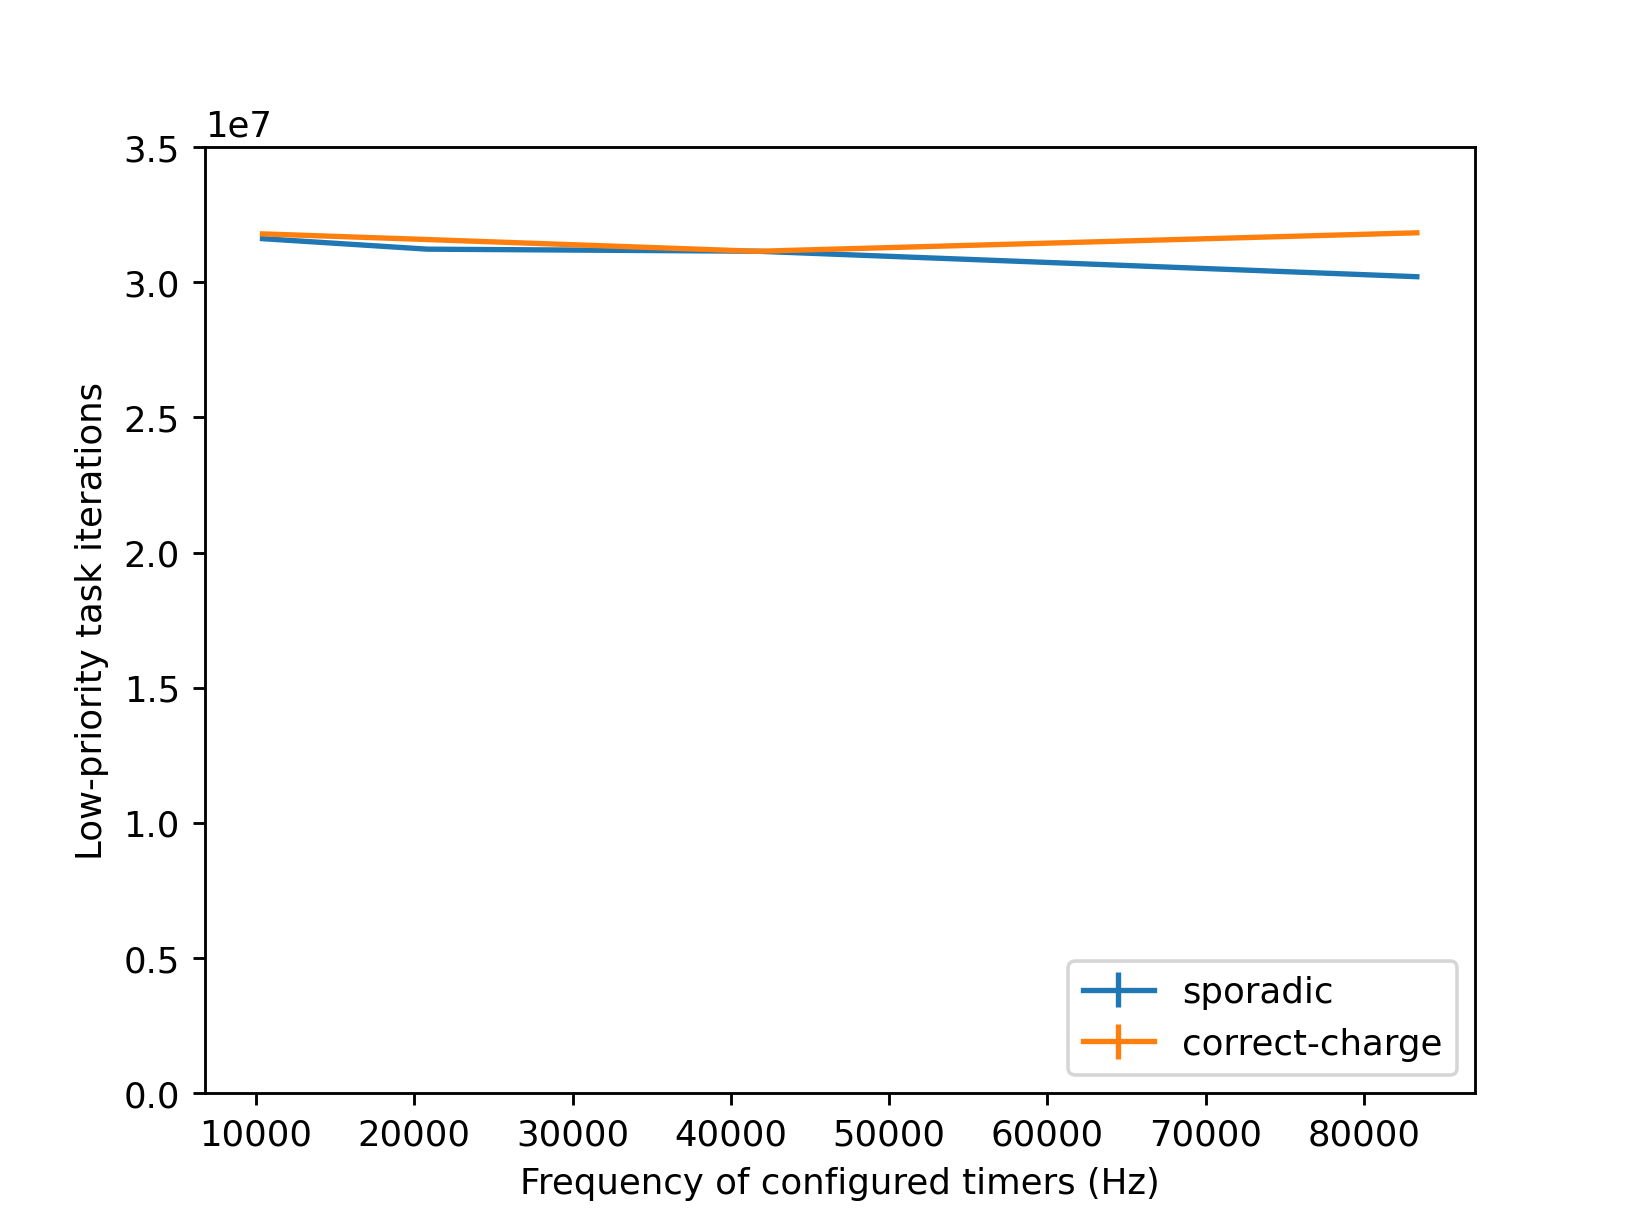 1e7
3.5
3.0
2.5
2.0
1.5
1.0
0.5
0.0
Low-priority task iterations
sporadic
correct-charge
10000 20000 30000 40000 50000 60000 70000 80000
Frequency of configured timers (Hz)